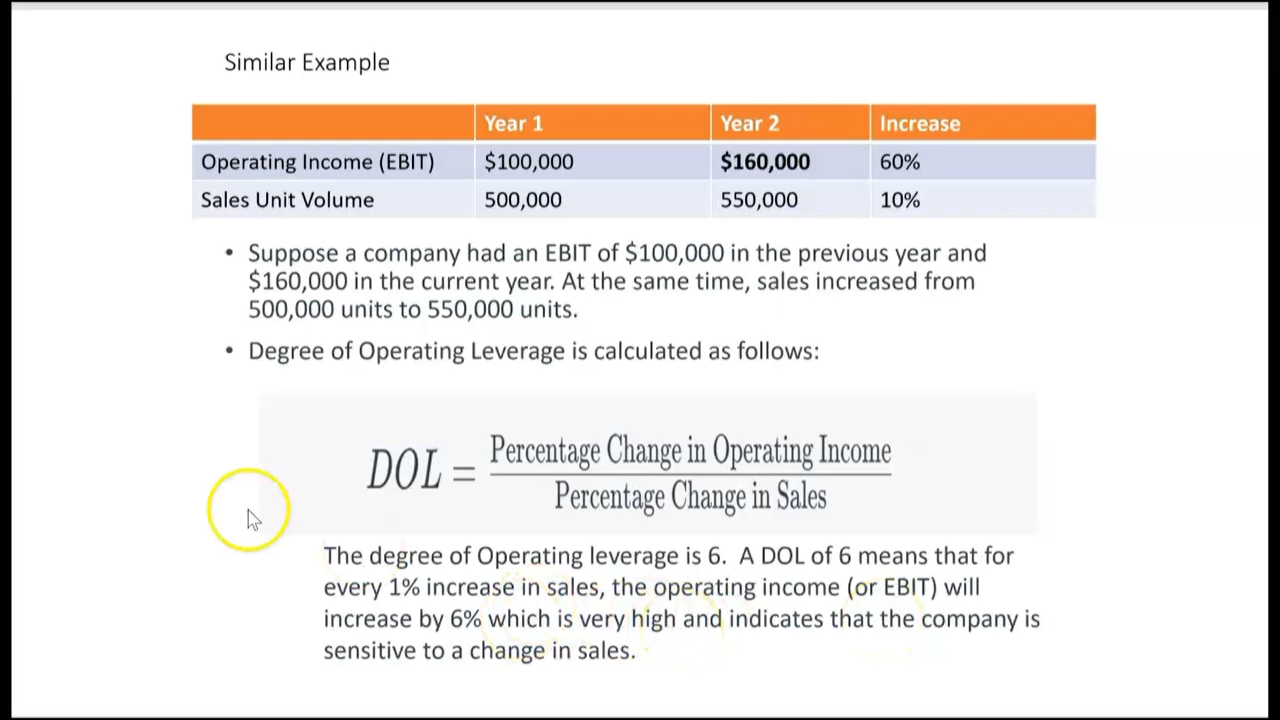 Similar Example
Year 1 Year 2 Increase
Operating Income (EBIT) $100,000 $160,000 60%
Sales Unit Volume 500,000 550,000 10%
• Suppose a company had an EBIT of $100,000 in the previous year and
$160,000 in the current year. At the same time, sales increased from
500,000 units to 550,000 units.
• Degree of Operating Leverage is calculated as follows:
Percentage Change in Operating Income
DOL =
Percentage Change in Sales
The degree of Operating leverage is 6. A DOL of 6 means that for
every 1% increase in sales, the operating income (or EBIT) will
increase by 6% which is very high and indicates that the company is
sensitive to a change in sales.